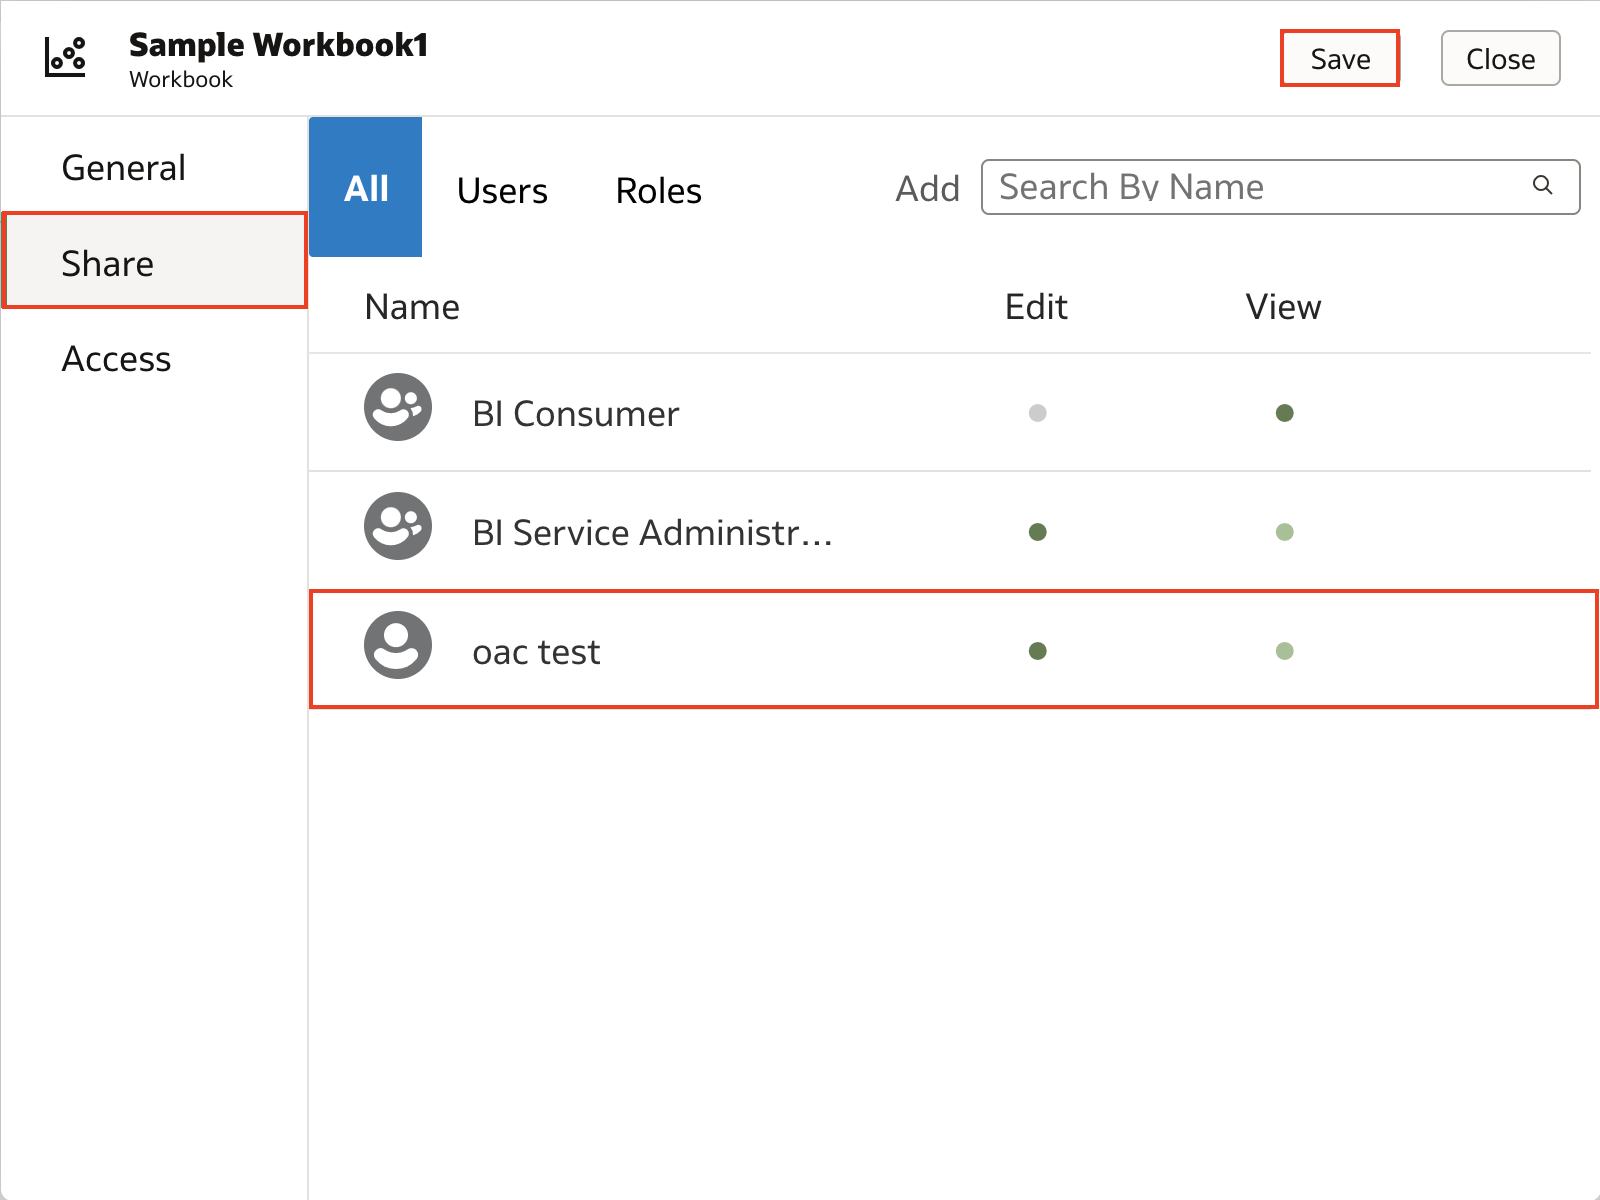 Sample Workbook1
Workbook
Save
Close
General
Share
Access
All
Users
Roles
Add
Search By Name
Name
Edit
View
BI Consumer
BI Service Administr...
oac test